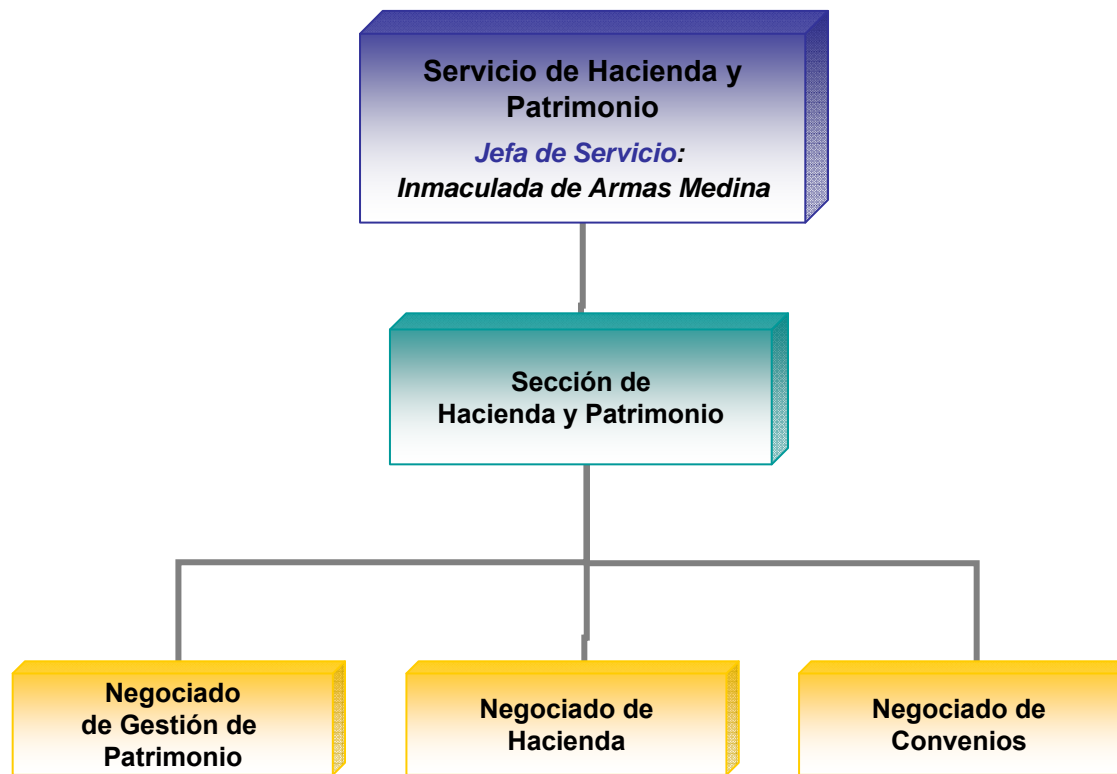 Servicio de Hacienda y
Patrimonio
Jefa de Servicio:
Inmaculada de Armas Medina
Sección de
Hacienda y Patrimonio
Negociado
de Gestión de
Patrimonio
Negociado de
Hacienda
Negociado de
Convenios